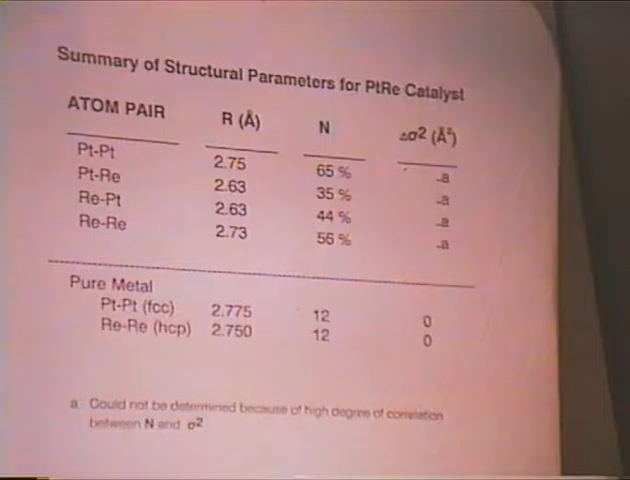 Summary of Structural Parameters for PtRe Catalyst
ATOM PAIR R (Å) N Δσ2 (Å²)
Pt-Pt 2.75 65 % -a
Pt-Re 2.63 35 % -a
Re-Pt 2.63 44 % -a
Re-Re 2.73 56 % -a
Pure Metal
Pt-Pt (fcc) 2.775 12 0
Re-Re (hcp) 2.750 12 0
a. Could not be determined because of high degree of correlation
between N and σ2